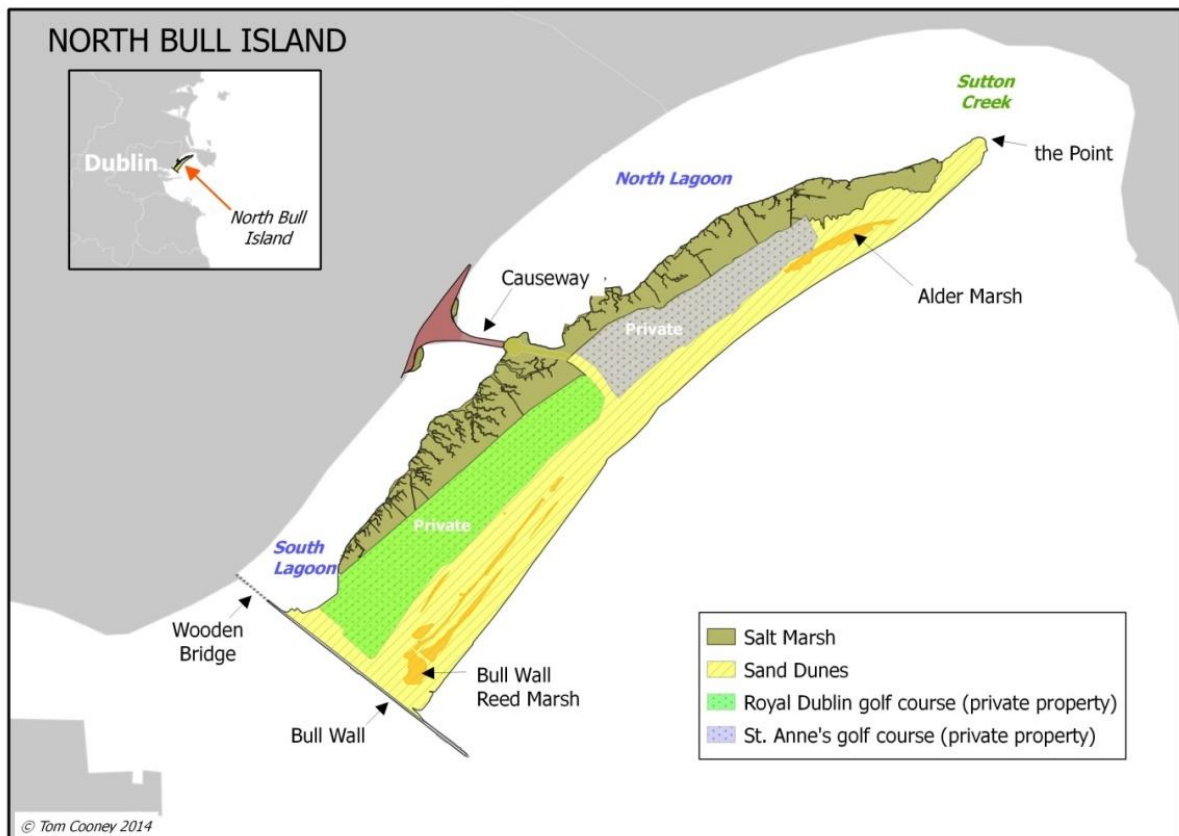 NORTH BULL ISLAND
Dublin
North Bull
Island
Sutton
Creek
the Point
North Lagoon
Causeway
Alder Marsh
Private
Private
South
Lagoon
Wooden
Bridge
Bull Wall
Reed Marsh
Bull Wall
Salt Marsh
Sand Dunes
Royal Dublin golf course (private property)
St. Anne's golf course (private property)
© Tom Cooney 2014